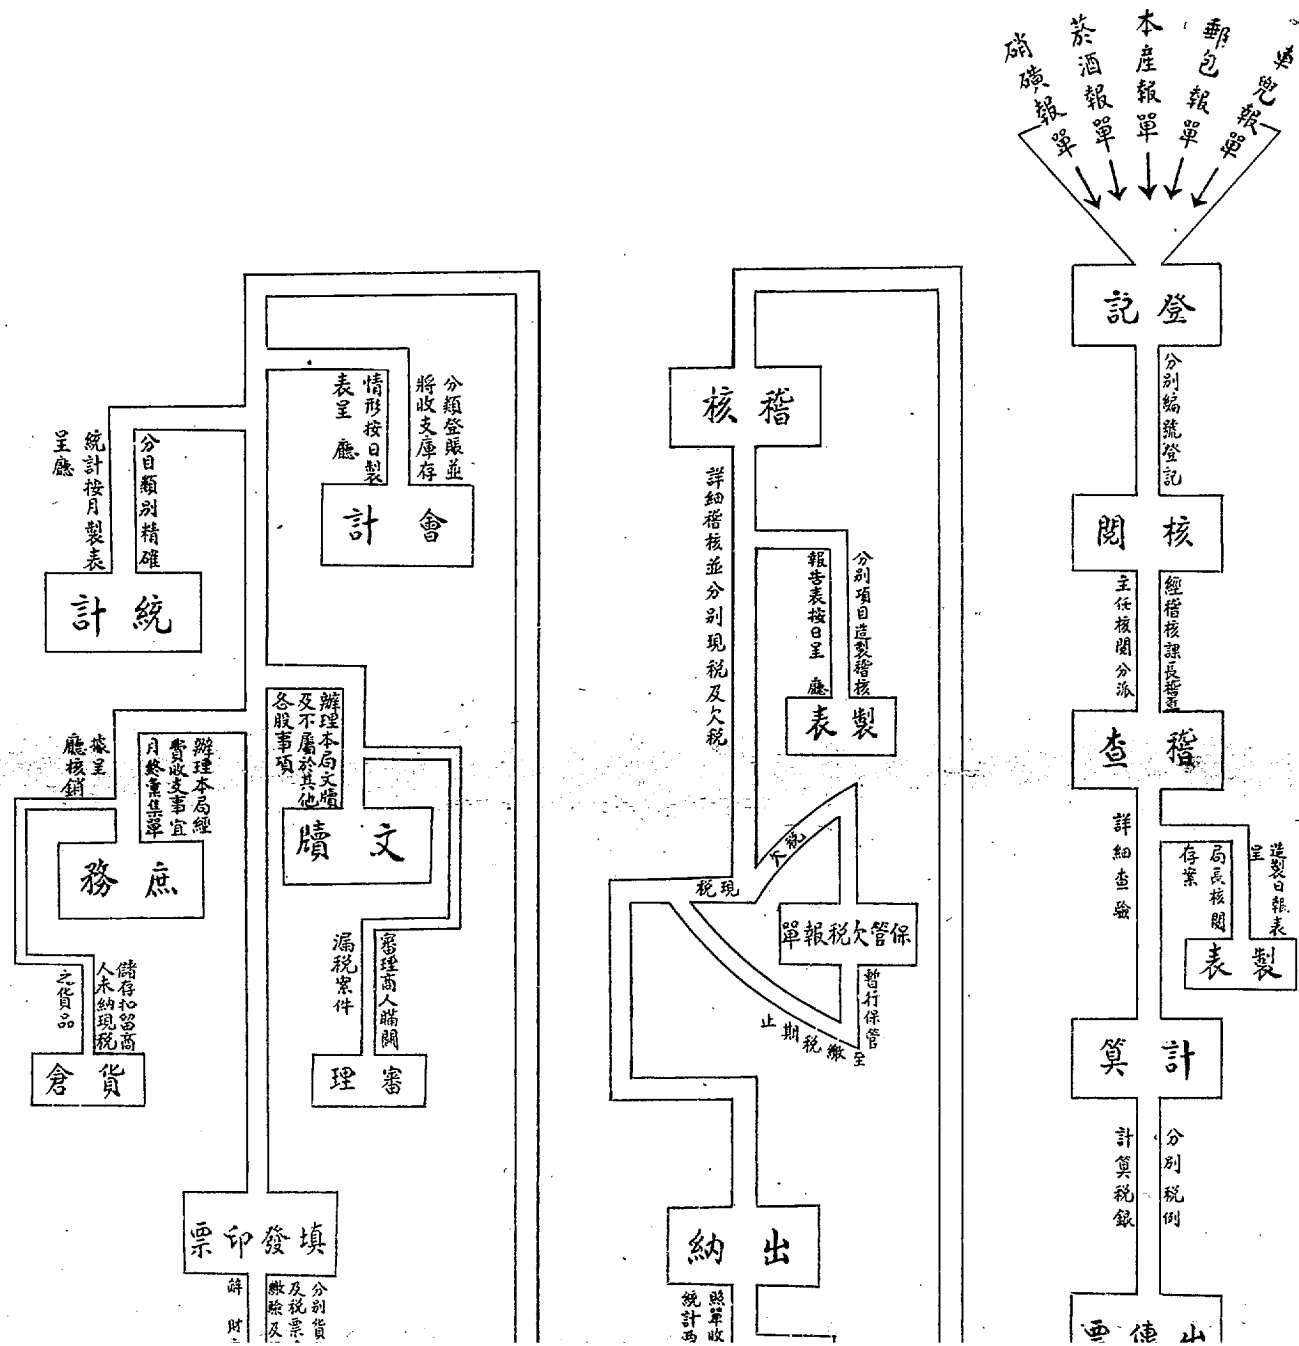 車兜報單
郵包報單
本產報單
菸酒報單
硝磺報單
登記
分別編號登記
核閱
經稽核課長稽查
主任核閱分派
稽查
詳細查驗
造製日報表
呈
局長核閱
存案
製表
計算
分別稅例
計算稅銀
出傳票
稽核
詳細稽核並分別現稅及欠稅
分別項目造製稽核
報告表按日呈 廳
製表
欠稅
現稅
保管欠稅報單
暫行保管
至繳稅期止
出納
照單收
統計
分類登賬並
將收支庫存
情形按日製
表呈 廳
會計
分目類別精確
統計按月製表
呈廳
統計
辦理本局文牘
及不屬於其他
各股事項
文牘
辦理本局經
費收支事宜
月終彙集單
據呈
廳核銷
庶務
審理商人瞞關
漏稅案件
審理
儲存扣留商
人未納現稅
之貨品
貨倉
填發印票
分別貨
及稅票
繳驗及
解 財